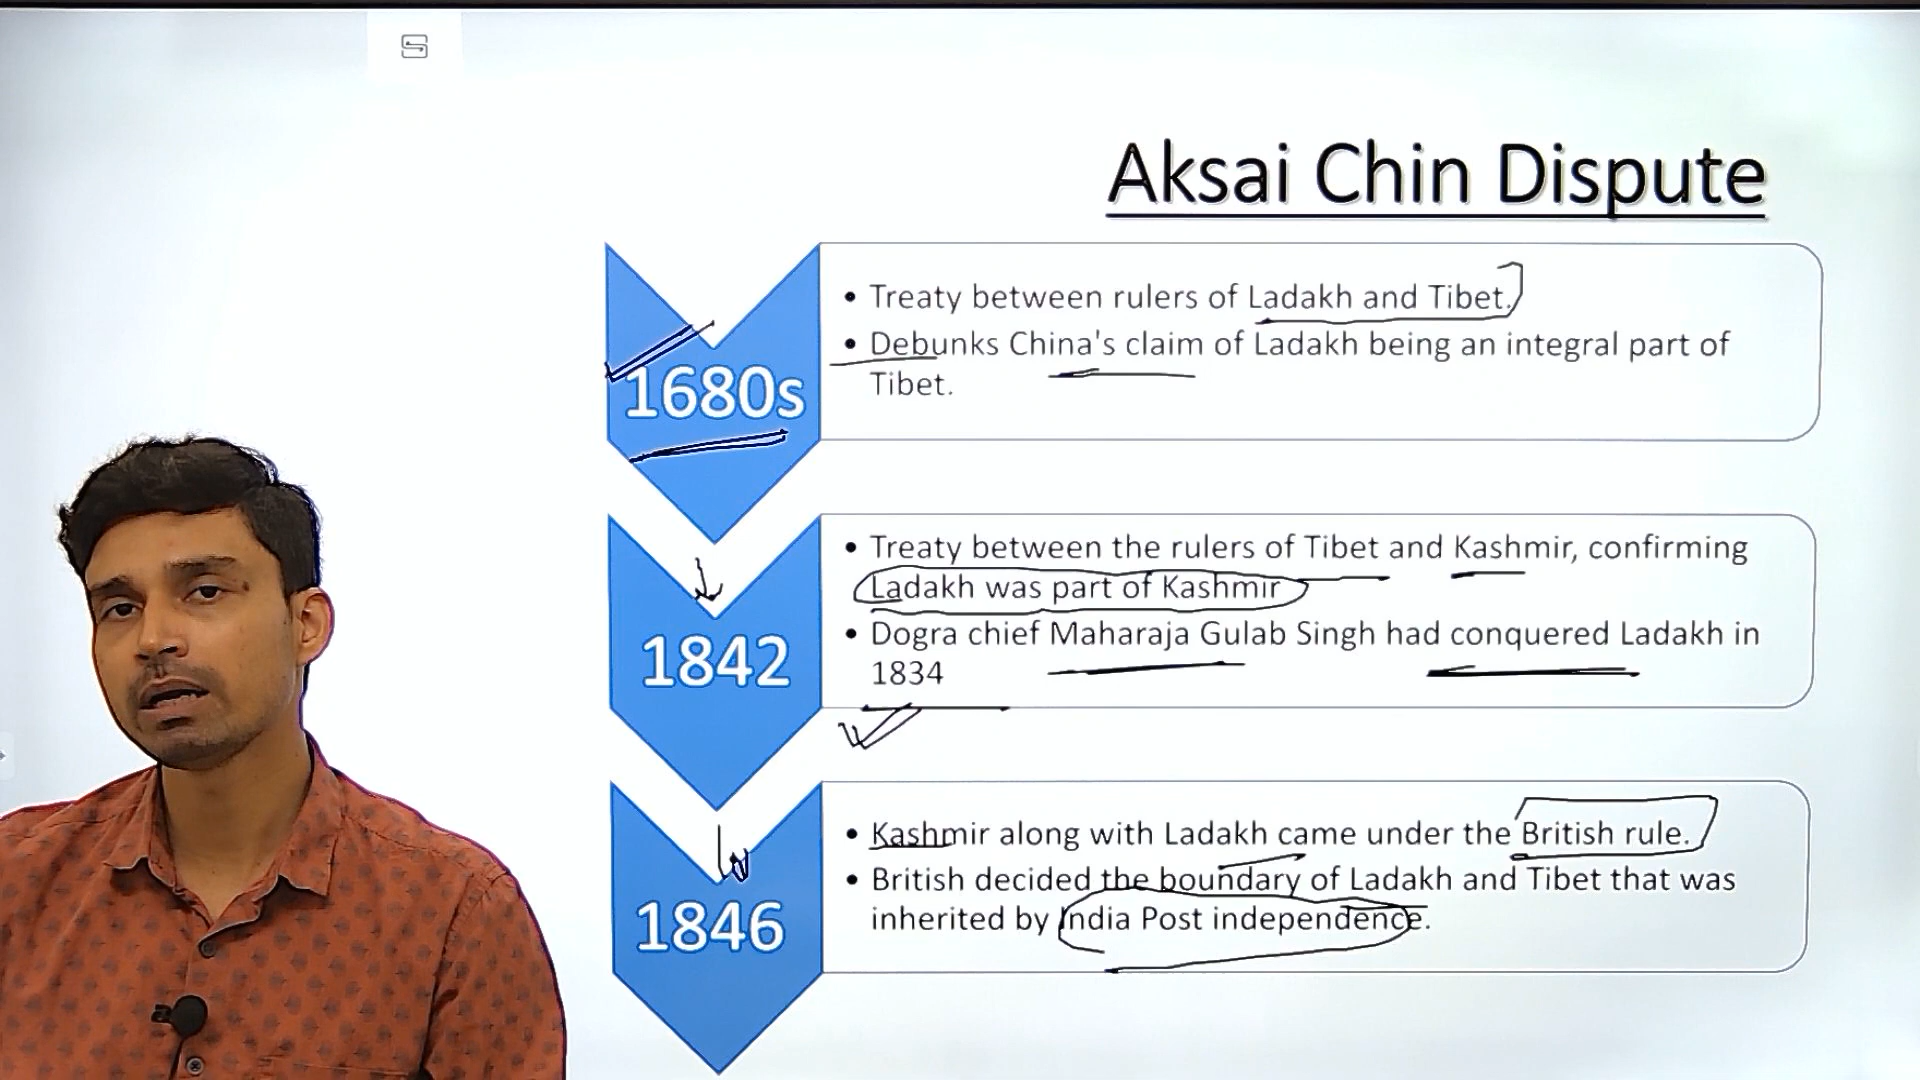 Aksai Chin Dispute
1680s
• Treaty between rulers of Ladakh and Tibet.
• Debunks China's claim of Ladakh being an integral part of
Tibet.
1842
• Treaty between the rulers of Tibet and Kashmir, confirming
Ladakh was part of Kashmir
• Dogra chief Maharaja Gulab Singh had conquered Ladakh in
1834
1846
• Kashmir along with Ladakh came under the British rule.
• British decided the boundary of Ladakh and Tibet that was
inherited by India Post independence.